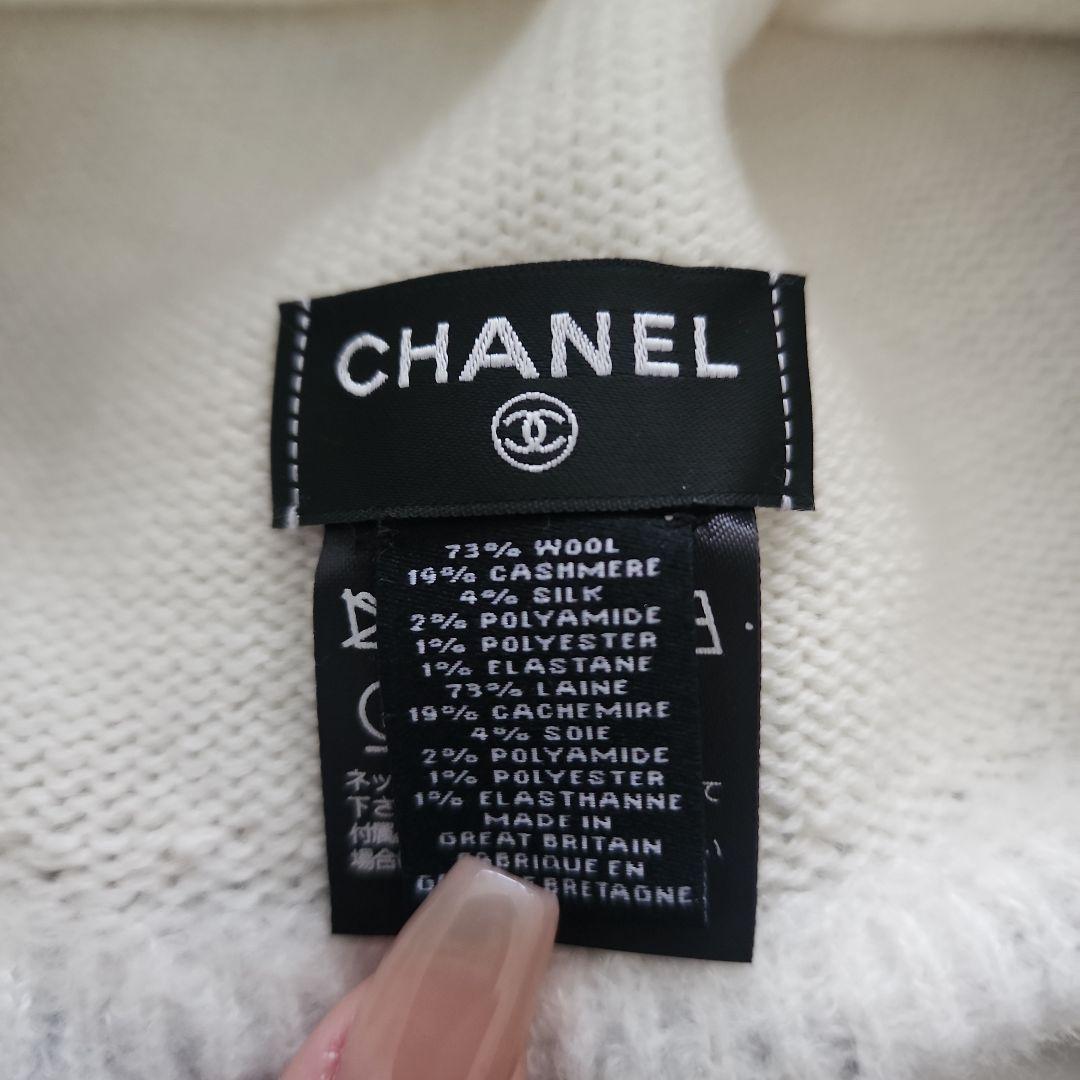 CHANEL
73% WOOL
19% CASHMERE
4% SILK
2% POLYAMIDE
1% POLYESTER
1% ELASTANE
73% LAINE
19% CACHEMIRE
4% SOIE
2% POLYAMIDE
1% POLYESTER
1% ELASTHANNE
MADE IN
GREAT BRITAIN
FABRIQUE EN
BRETAGNE
ネッ
下さ
付属
場合